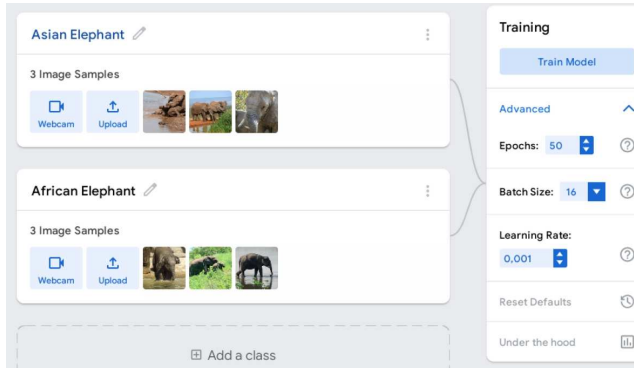 Asian Elephant
3 Image Samples
Webcam
Upload
African Elephant
3 Image Samples
Webcam
Upload
Add a class
Training
Train Model
Advanced
Epochs: 50
Batch Size: 16
Learning Rate:
0,001
Reset Defaults
Under the hood